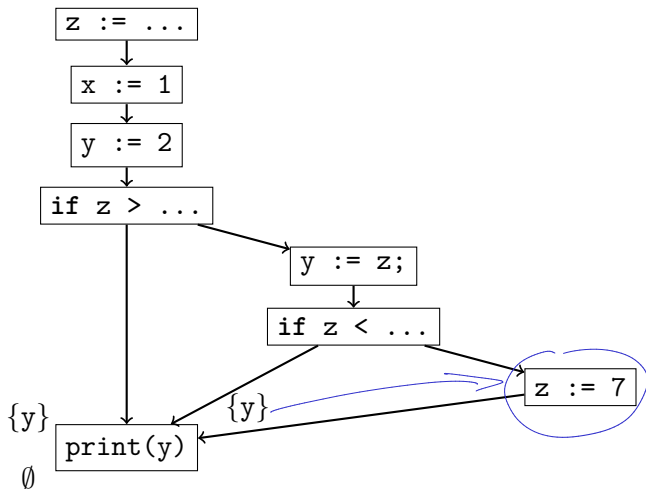 z := ...
x := 1
y := 2
if z > ...
y := z;
if z < ...
z := 7
{y}
{y}
print(y)
∅